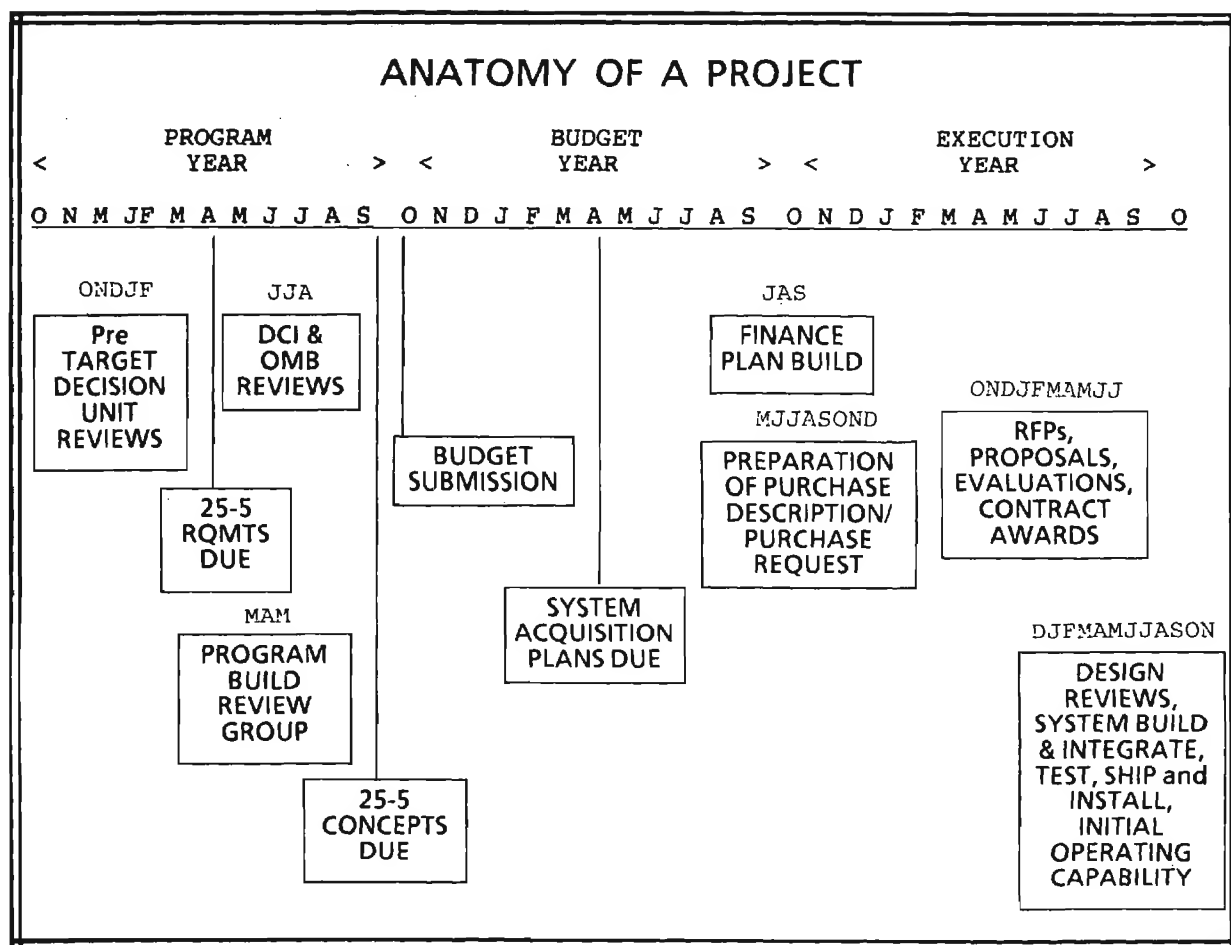 ANATOMY OF A PROJECT
PROGRAM
< YEAR >
BUDGET
< YEAR >
EXECUTION
< YEAR >
O N M JF M A M J J A S O N D J F M A M J J A S O N D J F M A M J J A S O
ONDJF
Pre
TARGET
DECISION
UNIT
REVIEWS
JJA
DCI &
OMB
REVIEWS
25-5
RQMTS
DUE
MAM
PROGRAM
BUILD
REVIEW
GROUP
25-5
CONCEPTS
DUE
BUDGET
SUBMISSION
SYSTEM
ACQUISITION
PLANS DUE
JAS
FINANCE
PLAN BUILD
MJJASOND
PREPARATION
OF PURCHASE
DESCRIPTION/
PURCHASE
REQUEST
ONDJFMAMJJ
RFPs,
PROPOSALS,
EVALUATIONS,
CONTRACT
AWARDS
DJFMAMJJASON
DESIGN
REVIEWS,
SYSTEM BUILD
& INTEGRATE,
TEST, SHIP and
INSTALL,
INITIAL
OPERATING
CAPABILITY